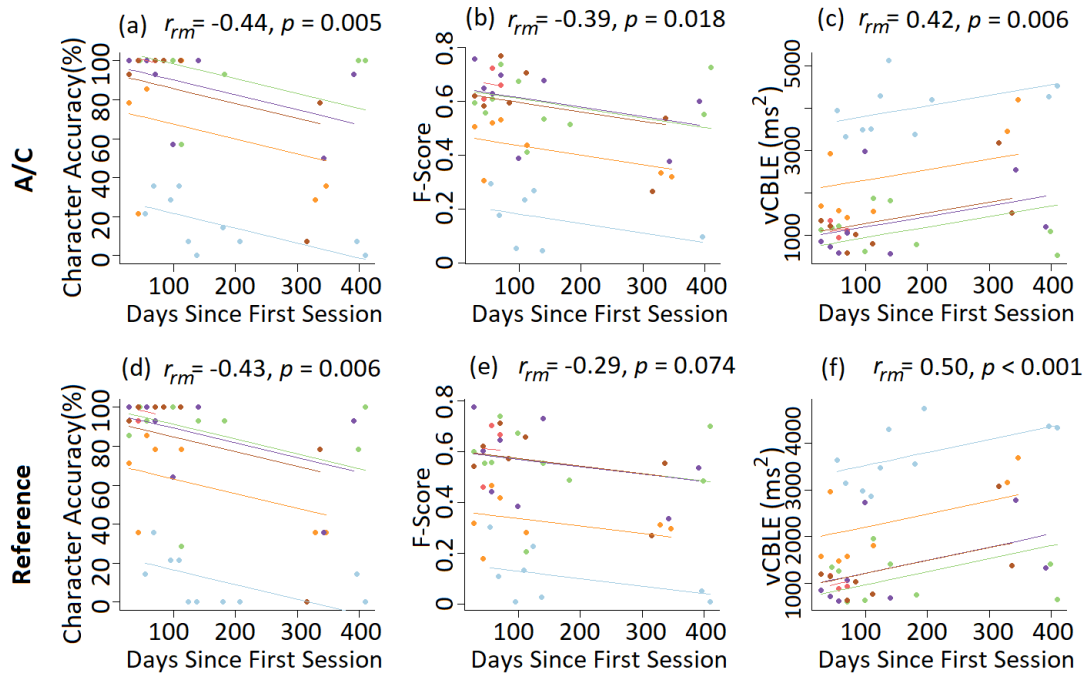 (a) r_rm = -0.44, p = 0.005
(b) r_rm = -0.39, p = 0.018
(c) r_rm = 0.42, p = 0.006
A/C
Character Accuracy(%)
0 20 40 60 80 100
100 200 300 400
Days Since First Session
F-Score
0 0.2 0.4 0.6 0.8
100 200 300 400
Days Since First Session
vCBLE (ms²)
1000 3000 5000
100 200 300 400
Days Since First Session
(d) r_rm = -0.43, p = 0.006
(e) r_rm = -0.29, p = 0.074
(f) r_rm = 0.50, p < 0.001
Reference
Character Accuracy(%)
0 20 40 60 80 100
100 200 300 400
Days Since First Session
F-Score
0 0.2 0.4 0.6 0.8
100 200 300 400
Days Since First Session
vCBLE (ms²)
1000 2000 3000 4000
100 200 300 400
Days Since First Session